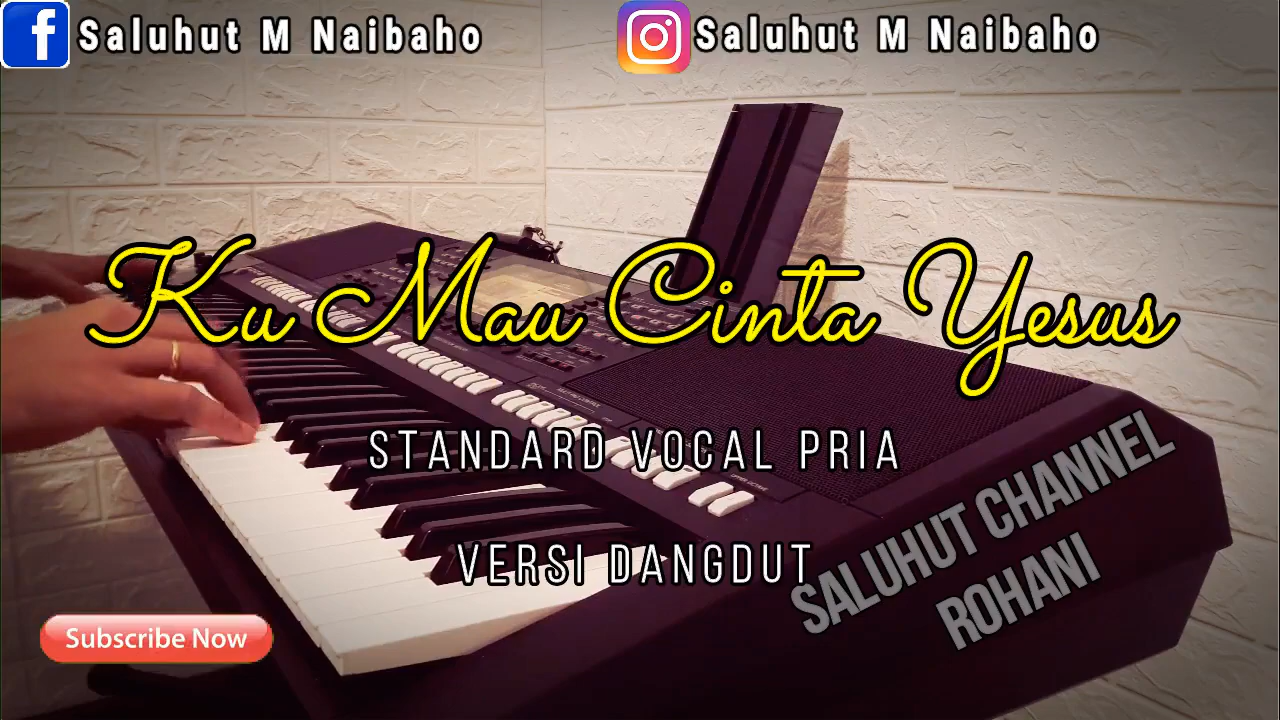 Saluhut M Naibaho
Saluhut M Naibaho
Ku Mau Cinta Yesus
STANDARD VOCAL PRIA
VERSI DANGDUT
SALUHUT CHANNEL
ROHANI
Subscribe Now